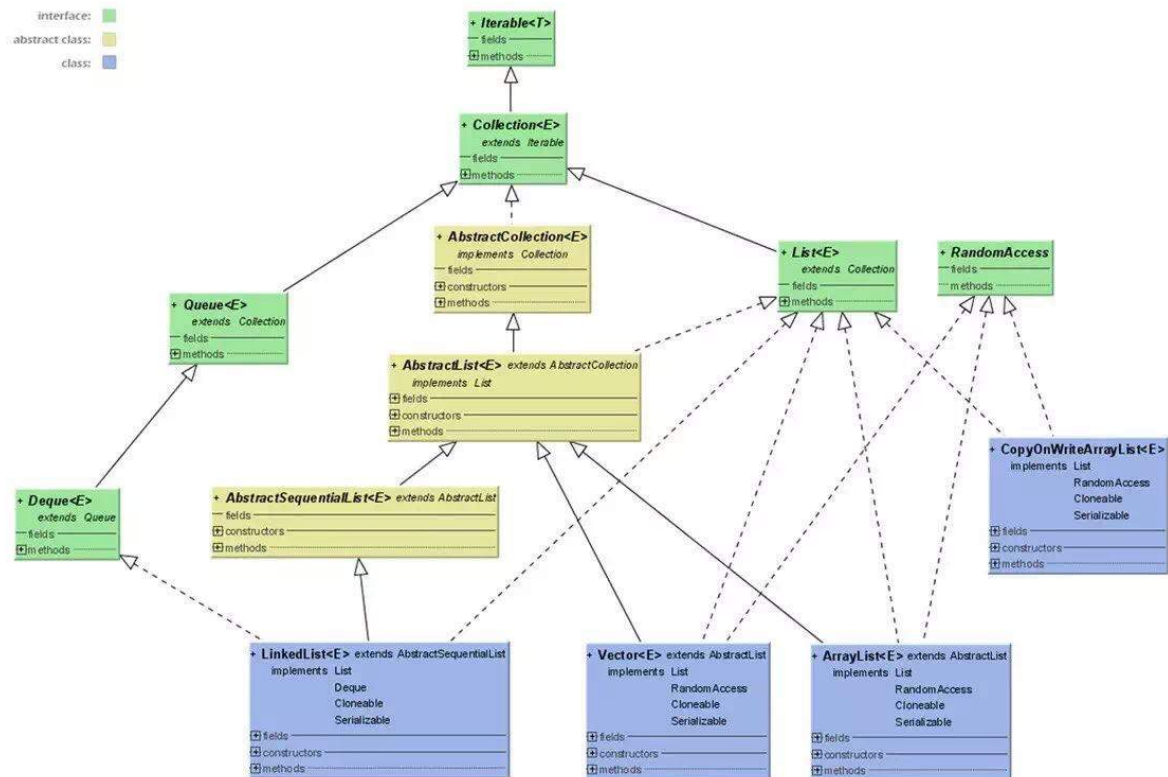 interface:
abstract class:
class:
+ Iterable<T>
fields
methods
+ Collection<E>
extends Iterable
fields
methods
+ AbstractCollection<E>
implements Collection
fields
constructors
methods
+ List<E>
extends Collection
fields
methods
+ RandomAccess
fields
methods
+ Queue<E>
extends Collection
fields
methods
+ AbstractList<E> extends AbstractCollection
implements List
fields
constructors
methods
+ CopyOnWriteArrayList<E>
implements List
RandomAccess
Cloneable
Serializable
fields
constructors
methods
+ Deque<E>
extends Queue
fields
methods
+ AbstractSequentialList<E> extends AbstractList
fields
constructors
methods
+ LinkedList<E> extends AbstractSequentialList
implements List
Deque
Cloneable
Serializable
fields
constructors
methods
+ Vector<E> extends AbstractList
implements List
RandomAccess
Cloneable
Serializable
fields
constructors
methods
+ ArrayList<E> extends AbstractList
implements List
RandomAccess
Cloneable
Serializable
fields
constructors
methods